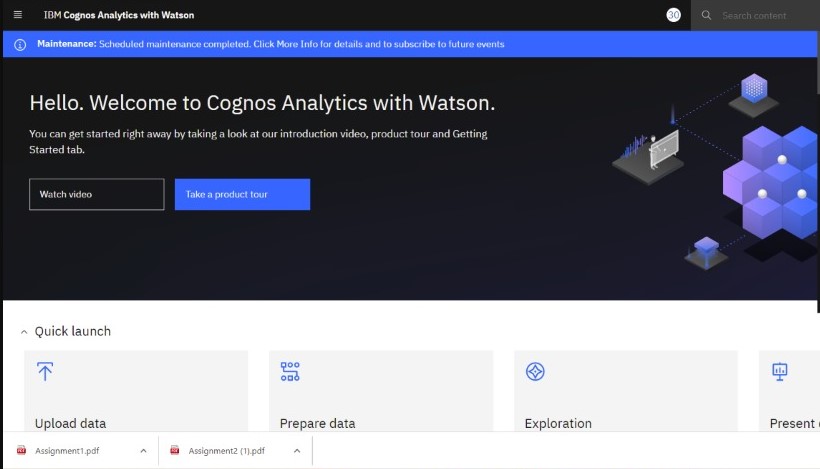 IBM Cognos Analytics with Watson
30
Search content
Maintenance: Scheduled maintenance completed. Click More Info for details and to subscribe to future events
Hello. Welcome to Cognos Analytics with Watson.
You can get started right away by taking a look at our introduction video, product tour and Getting
Started tab.
Watch video
Take a product tour
Quick launch
Upload data
Prepare data
Exploration
Present
Assignment1.pdf
Assignment2 (1).pdf